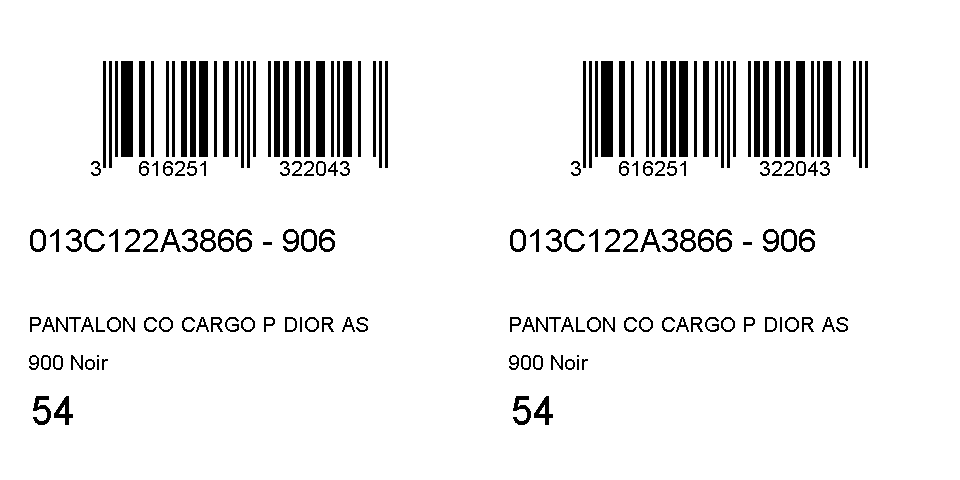 3 616251 322043
3 616251 322043
013C122A3866 - 906
013C122A3866 - 906
PANTALON CO CARGO P DIOR AS
PANTALON CO CARGO P DIOR AS
900 Noir
900 Noir
54
54